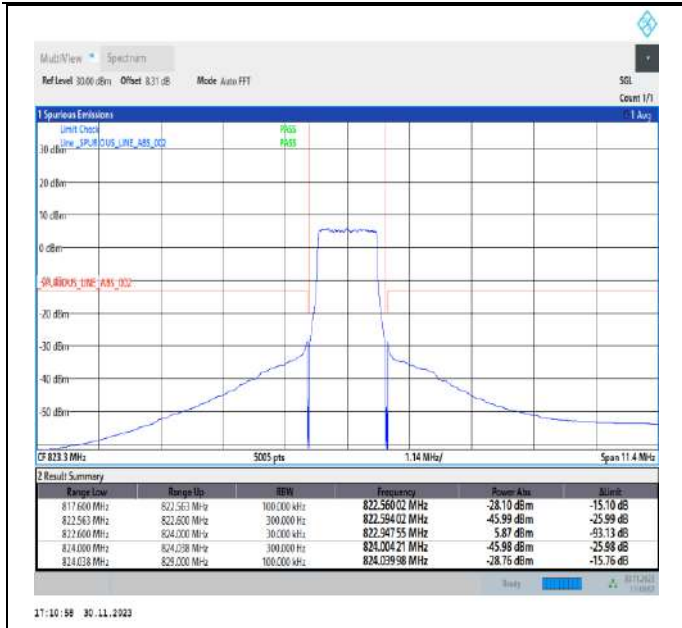 MultiView Spectrum
Ref Level 30.00 dBm Offset 8.31 dB Mode Auto FFT SGL
Count 1/1
1 Spurious Emissions 1 Avg
Limit Check PASS
Line _SPURIOUS_LINE_ABS_002 PASS
30 dBm
20 dBm
10 dBm
0 dBm
_SPURIOUS_LINE_ABS_002
-20 dBm
-30 dBm
-40 dBm
-50 dBm
CF 823.3 MHz 5005 pts 1.14 MHz/ Span 11.4 MHz
2 Result Summary
Range Low Range Up RBW Frequency Power Abs ΔLimit
817.600 MHz 822.563 MHz 100.000 kHz 822.56002 MHz -28.10 dBm -15.10 dB
822.563 MHz 822.600 MHz 300.000 Hz 822.59402 MHz -45.99 dBm -25.99 dB
822.600 MHz 824.000 MHz 30.000 kHz 822.94755 MHz 5.87 dBm -93.13 dB
824.000 MHz 824.038 MHz 300.000 Hz 824.00421 MHz -45.98 dBm -25.98 dB
824.038 MHz 829.000 MHz 100.000 kHz 824.03998 MHz -28.76 dBm -15.76 dB
Ready
17:10:58 30.11.2023